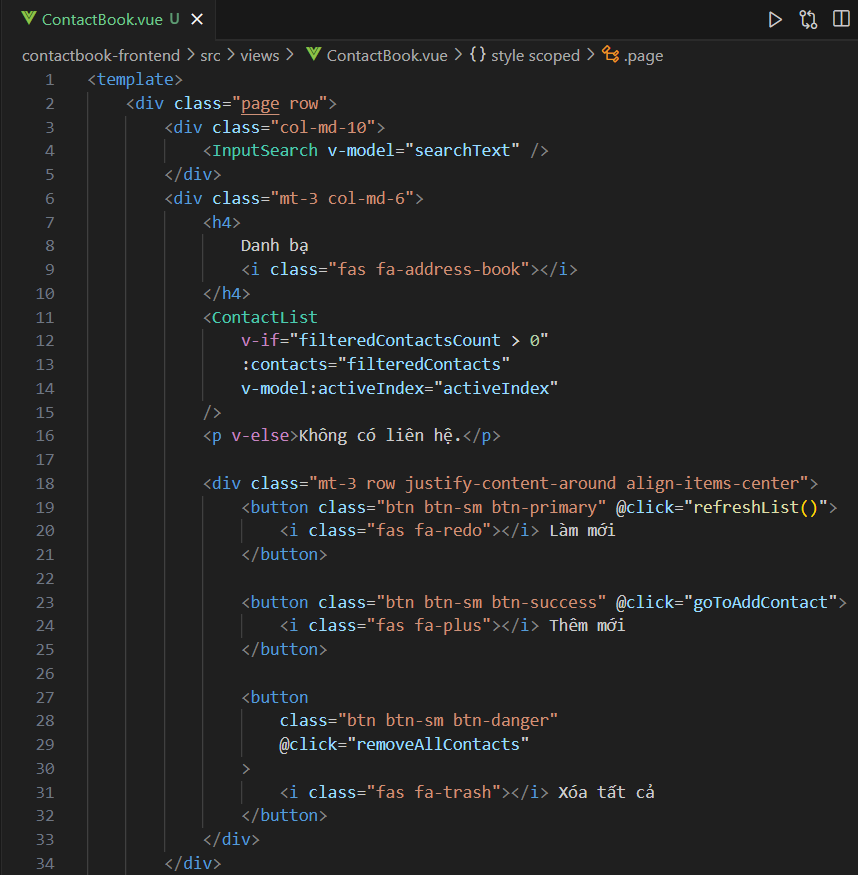 ContactBook.vue U
contactbook-frontend > src > views > ContactBook.vue > {} style scoped > .page
1 <template>
2 <div class="page row">
3 <div class="col-md-10">
4 <InputSearch v-model="searchText" />
5 </div>
6 <div class="mt-3 col-md-6">
7 <h4>
8 Danh bạ
9 <i class="fas fa-address-book"></i>
10 </h4>
11 <ContactList
12 v-if="filteredContactsCount > 0"
13 :contacts="filteredContacts"
14 v-model:activeIndex="activeIndex"
15 />
16 <p v-else>Không có liên hệ.</p>
17
18 <div class="mt-3 row justify-content-around align-items-center">
19 <button class="btn btn-sm btn-primary" @click="refreshList()">
20 <i class="fas fa-redo"></i> Làm mới
21 </button>
22
23 <button class="btn btn-sm btn-success" @click="goToAddContact">
24 <i class="fas fa-plus"></i> Thêm mới
25 </button>
26
27 <button
28 class="btn btn-sm btn-danger"
29 @click="removeAllContacts"
30 >
31 <i class="fas fa-trash"></i> Xóa tất cả
32 </button>
33 </div>
34 </div>